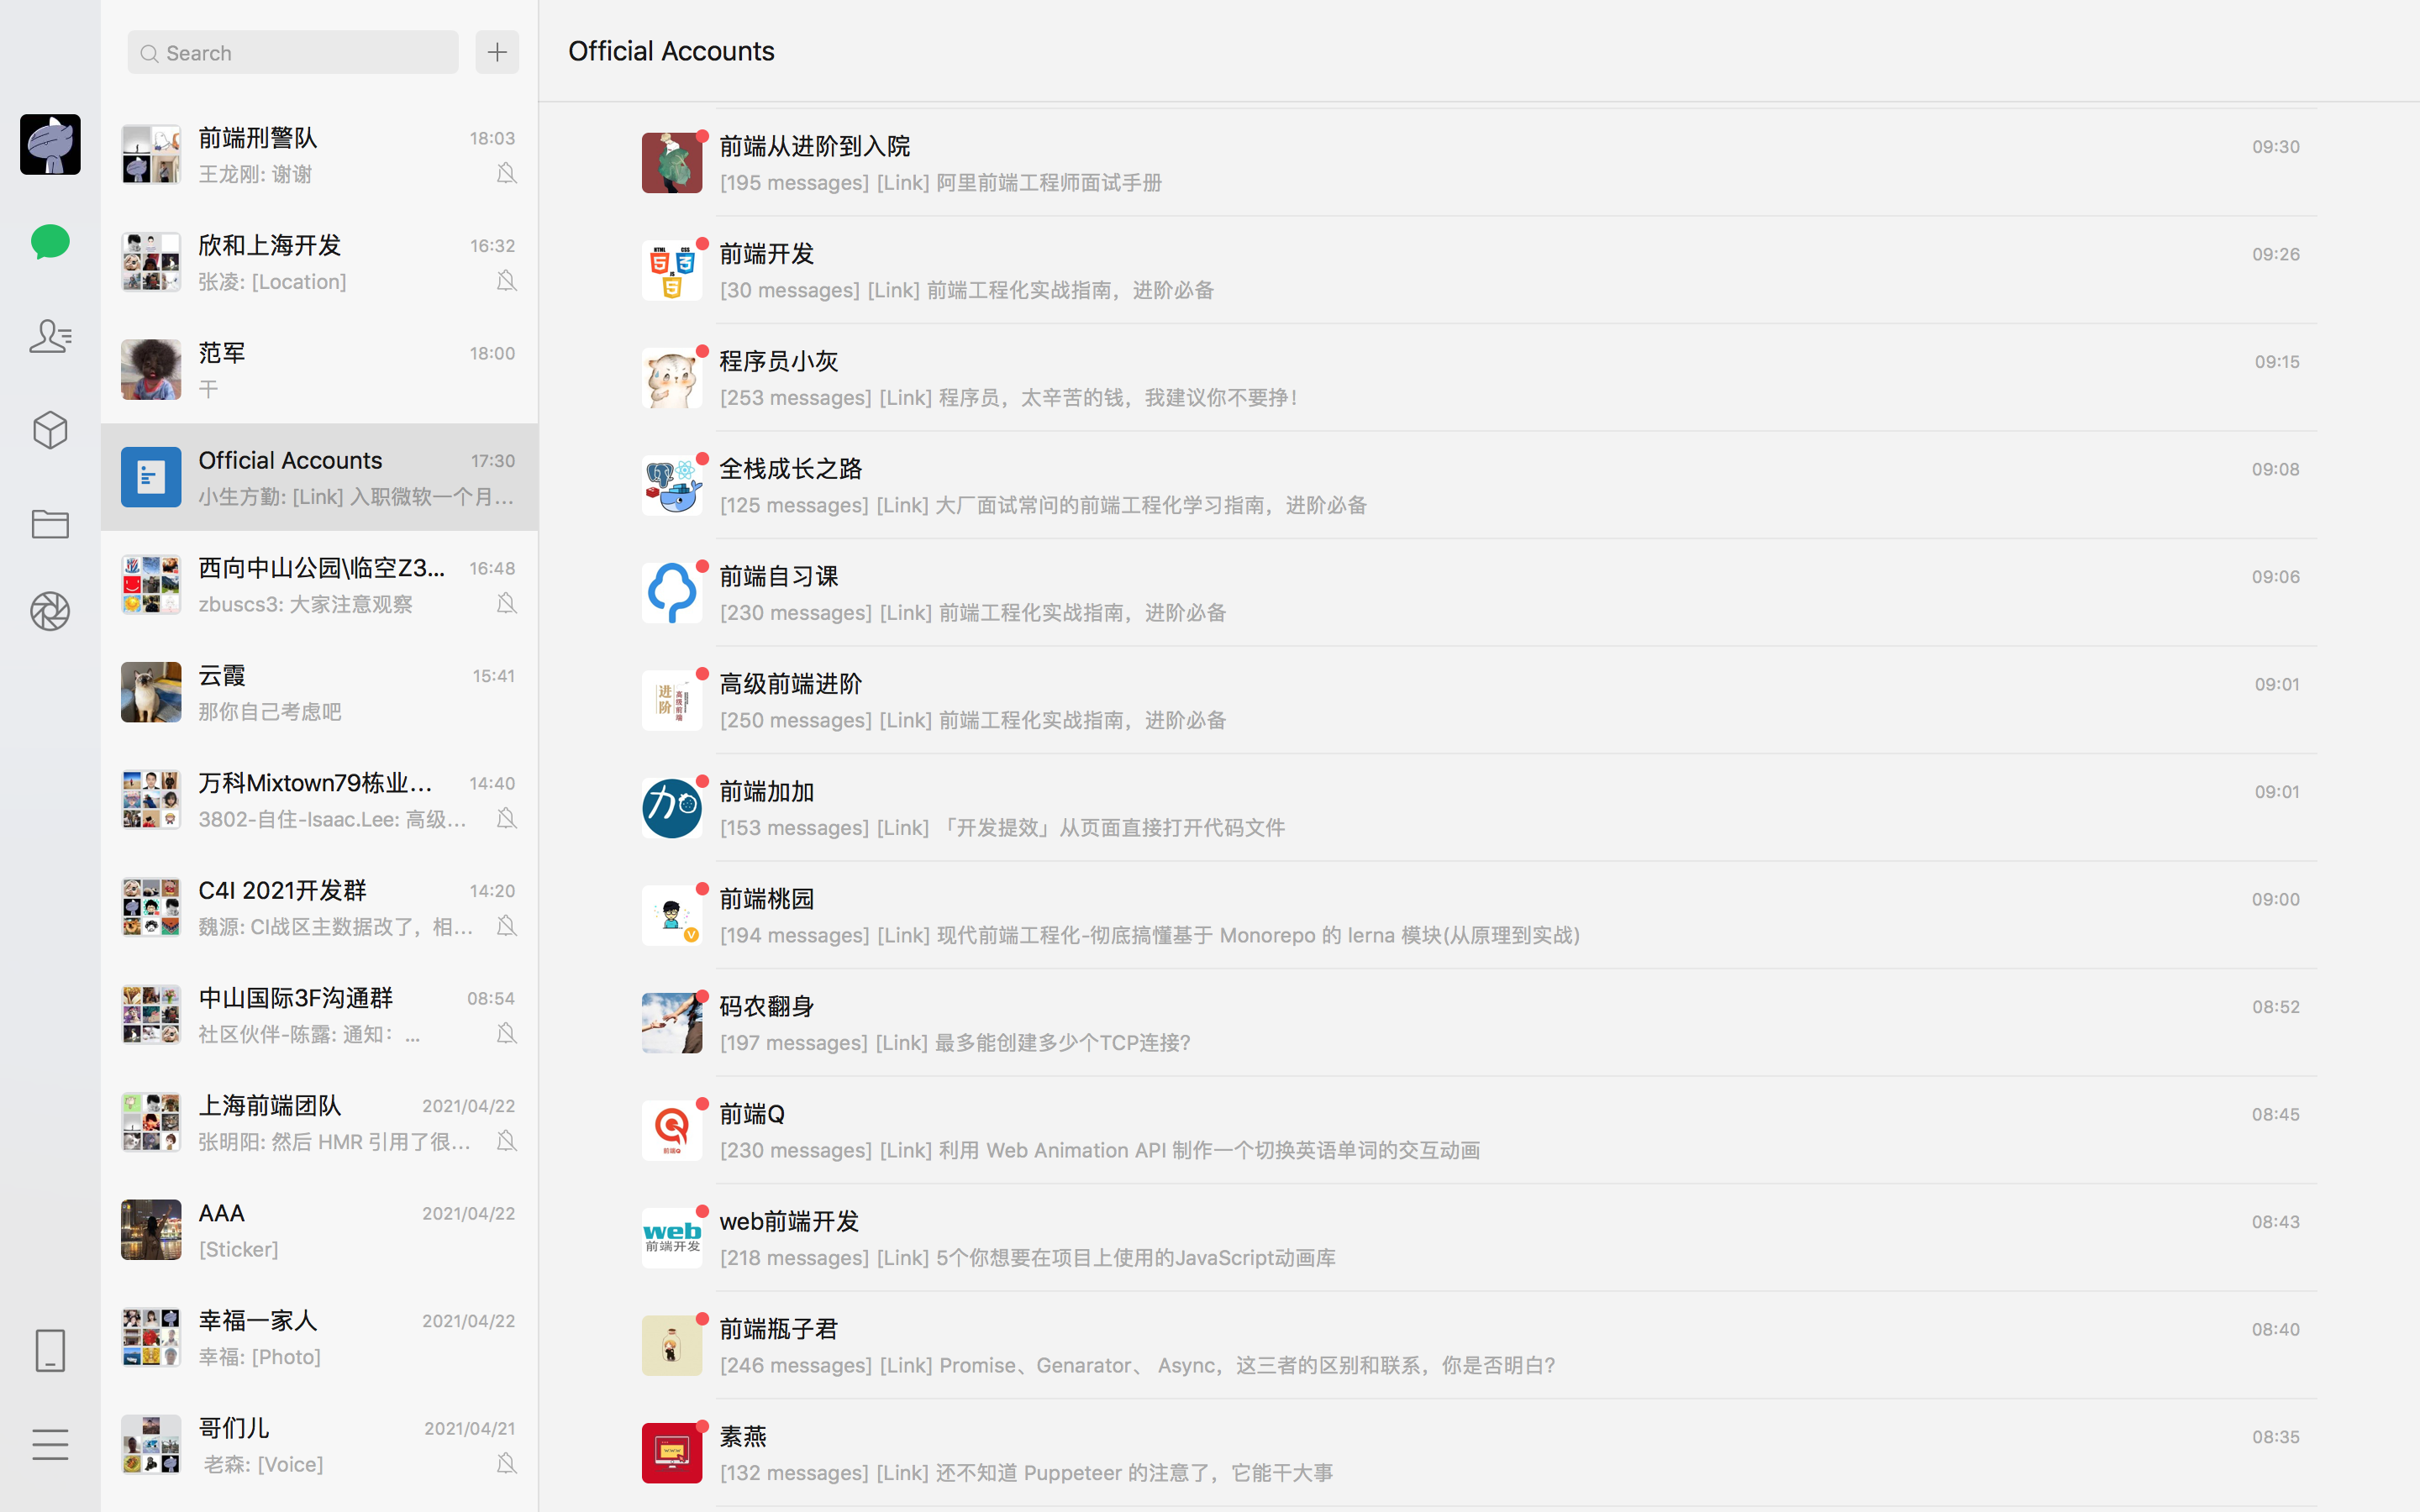 Search
前端刑警队 18:03
王龙刚: 谢谢
欣和上海开发 16:32
张凌: [Location]
范军 18:00
干
Official Accounts 17:30
小生方勤: [Link] 入职微软一个月...
西向中山公园\临空Z3... 16:48
zbuscs3: 大家注意观察
云霞 15:41
那你自己考虑吧
万科Mixtown79栋业... 14:40
3802-自住-Isaac.Lee: 高级...
C4I 2021开发群 14:20
魏源: CI战区主数据改了，相...
中山国际3F沟通群 08:54
社区伙伴-陈露: 通知：...
上海前端团队 2021/04/22
张明阳: 然后 HMR 引用了很...
AAA 2021/04/22
[Sticker]
幸福一家人 2021/04/22
幸福: [Photo]
哥们儿 2021/04/21
老森: [Voice]
Official Accounts
前端从进阶到入院 09:30
[195 messages] [Link] 阿里前端工程师面试手册
HTML CSS
5 3
JS
5
前端开发 09:26
[30 messages] [Link] 前端工程化实战指南，进阶必备
程序员小灰 09:15
[253 messages] [Link] 程序员，太辛苦的钱，我建议你不要挣！
全栈成长之路 09:08
[125 messages] [Link] 大厂面试常问的前端工程化学习指南，进阶必备
前端自习课 09:06
[230 messages] [Link] 前端工程化实战指南，进阶必备
进阶
高级前端
高级前端进阶 09:01
[250 messages] [Link] 前端工程化实战指南，进阶必备
前端加加 09:01
[153 messages] [Link] 「开发提效」从页面直接打开代码文件
前端桃园 09:00
[194 messages] [Link] 现代前端工程化-彻底搞懂基于 Monorepo 的 lerna 模块(从原理到实战)
码农翻身 08:52
[197 messages] [Link] 最多能创建多少个TCP连接?
前端Q
前端Q 08:45
[230 messages] [Link] 利用 Web Animation API 制作一个切换英语单词的交互动画
web
前端开发
web前端开发 08:43
[218 messages] [Link] 5个你想要在项目上使用的JavaScript动画库
前端瓶子君 08:40
[246 messages] [Link] Promise、Genarator、 Async，这三者的区别和联系，你是否明白?
www
素燕 08:35
[132 messages] [Link] 还不知道 Puppeteer 的注意了，它能干大事